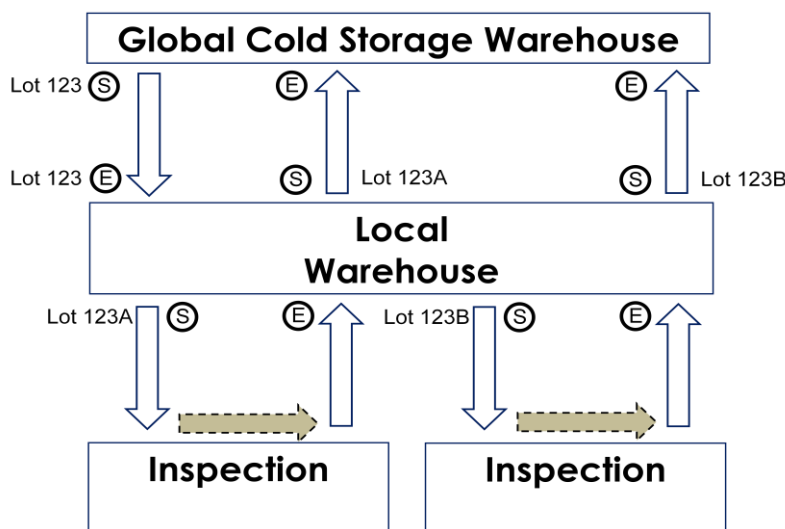 Global Cold Storage Warehouse
Lot 123 S E E
Lot 123 E S Lot 123A S Lot 123B
Local
Warehouse
Lot 123A S E Lot 123B S E
Inspection Inspection